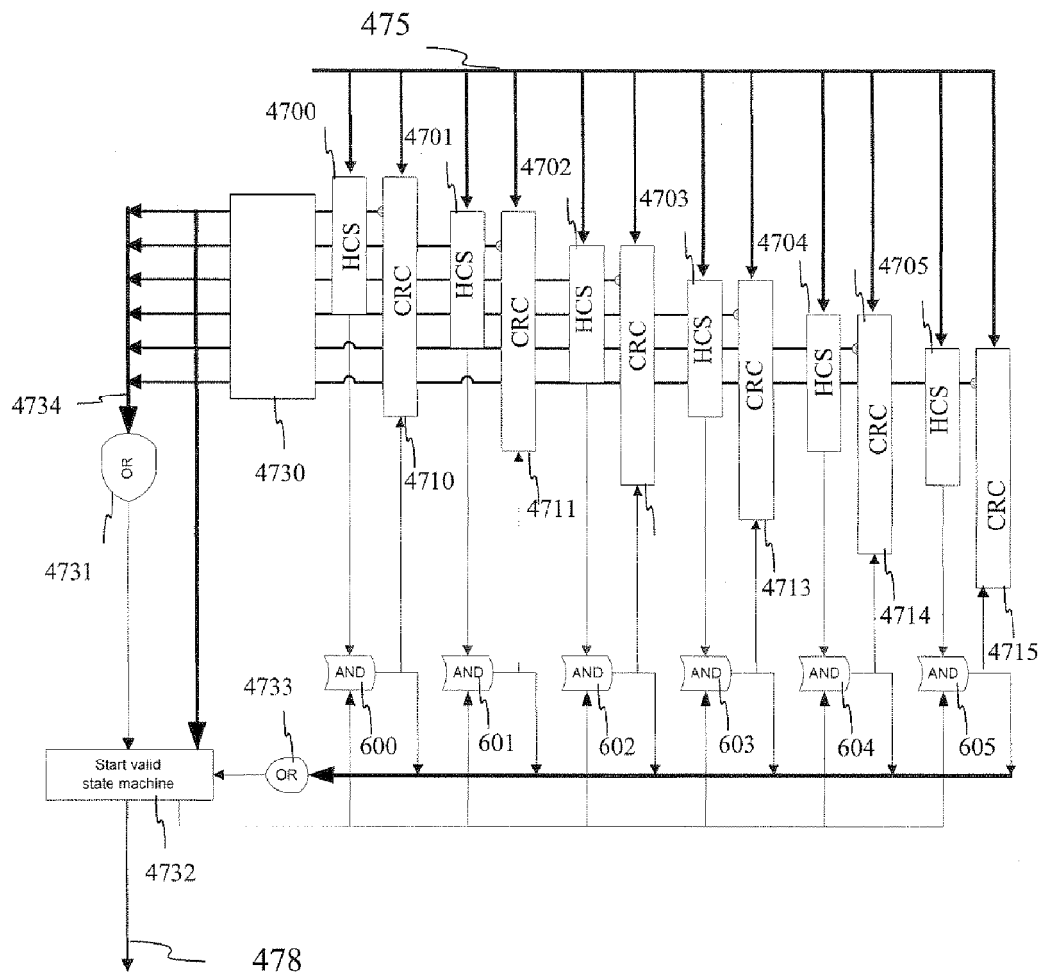 475
4700
4701
4702
4703
4704
4705
HCS
CRC
HCS
CRC
HCS
CRC
HCS
CRC
HCS
CRC
HCS
CRC
4734
OR
4730
4710
4711
4731
4713
4714
4715
AND
AND
AND
AND
AND
AND
4733
600
601
602
603
604
605
OR
Start valid
state machine
4732
478